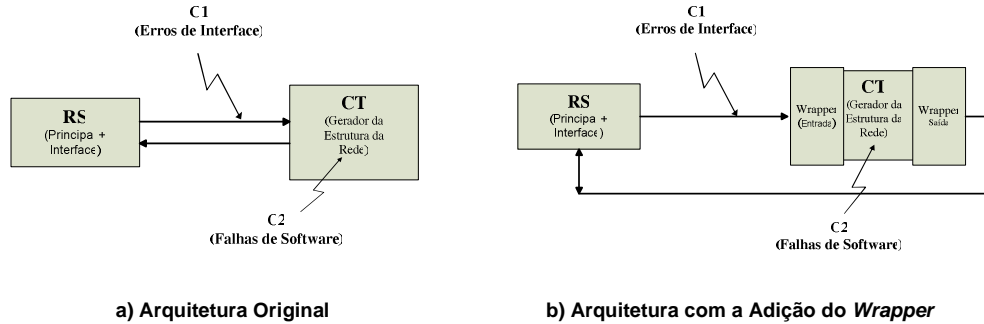 C1
(Erros de Interface)
RS
(Principa +
Interface)
CT
(Gerador da
Estrutura da
Rede)
C2
(Falhas de Software)
a) Arquitetura Original
C1
(Erros de Interface)
RS
(Principa +
Interface)
Wrapper
(Entrada)
CT
(Gerador da
Estrutura da
Rede)
Wrapper
Saída
C2
(Falhas de Software)
b) Arquitetura com a Adição do Wrapper